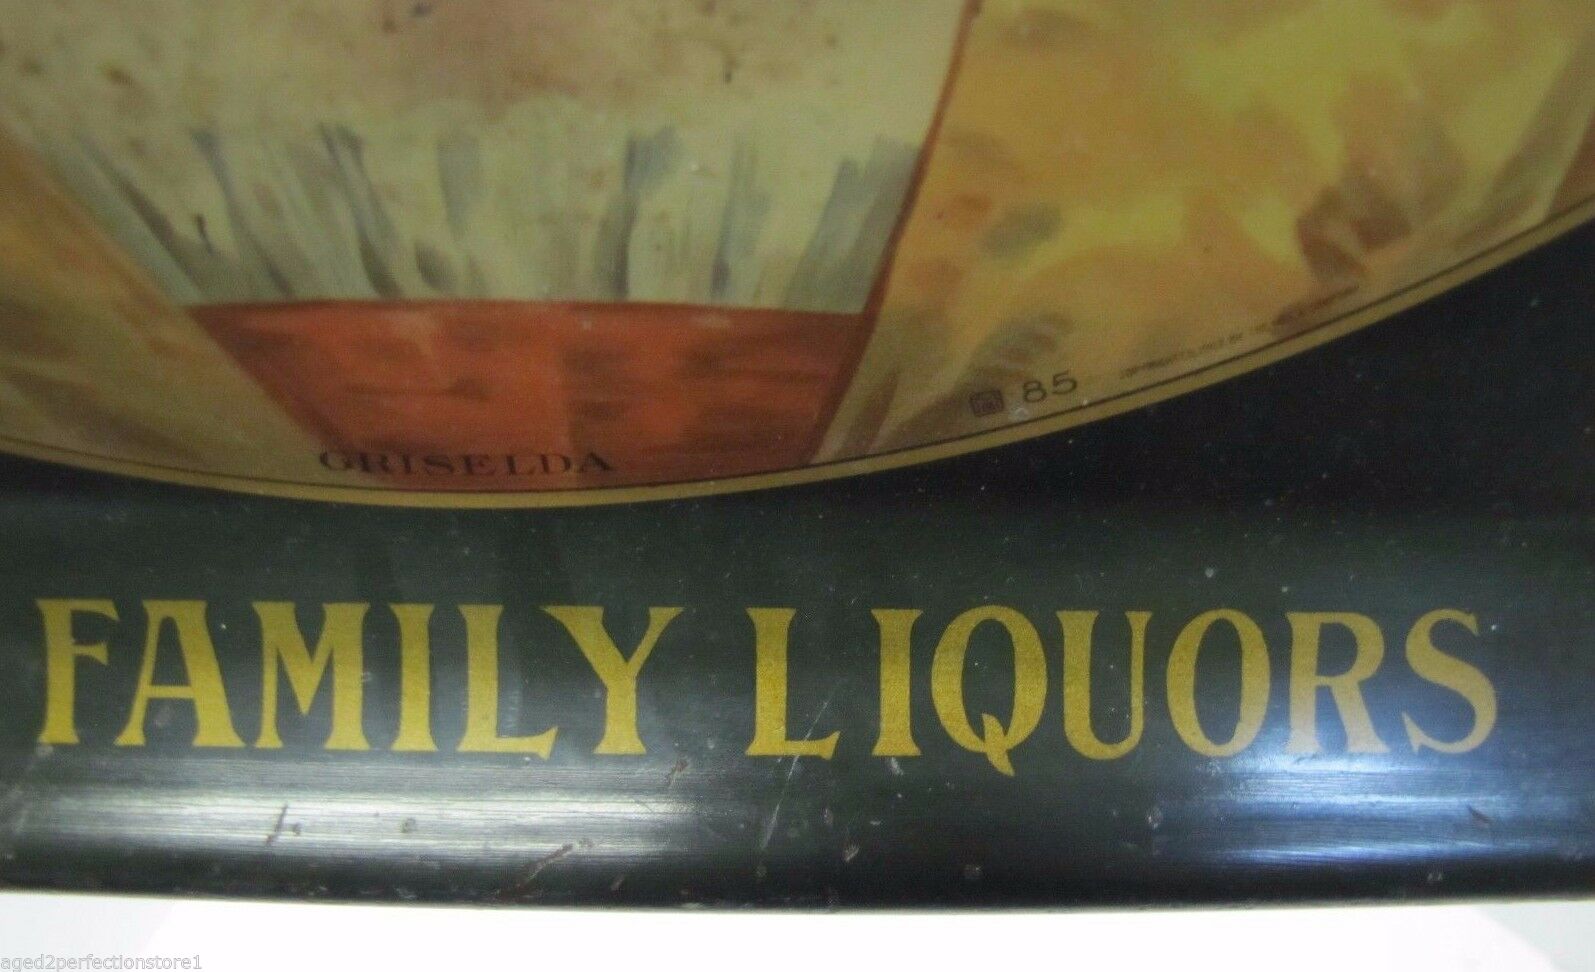 GRISELDA
85
FAMILY LIQUORS
aged2perfectionstore1